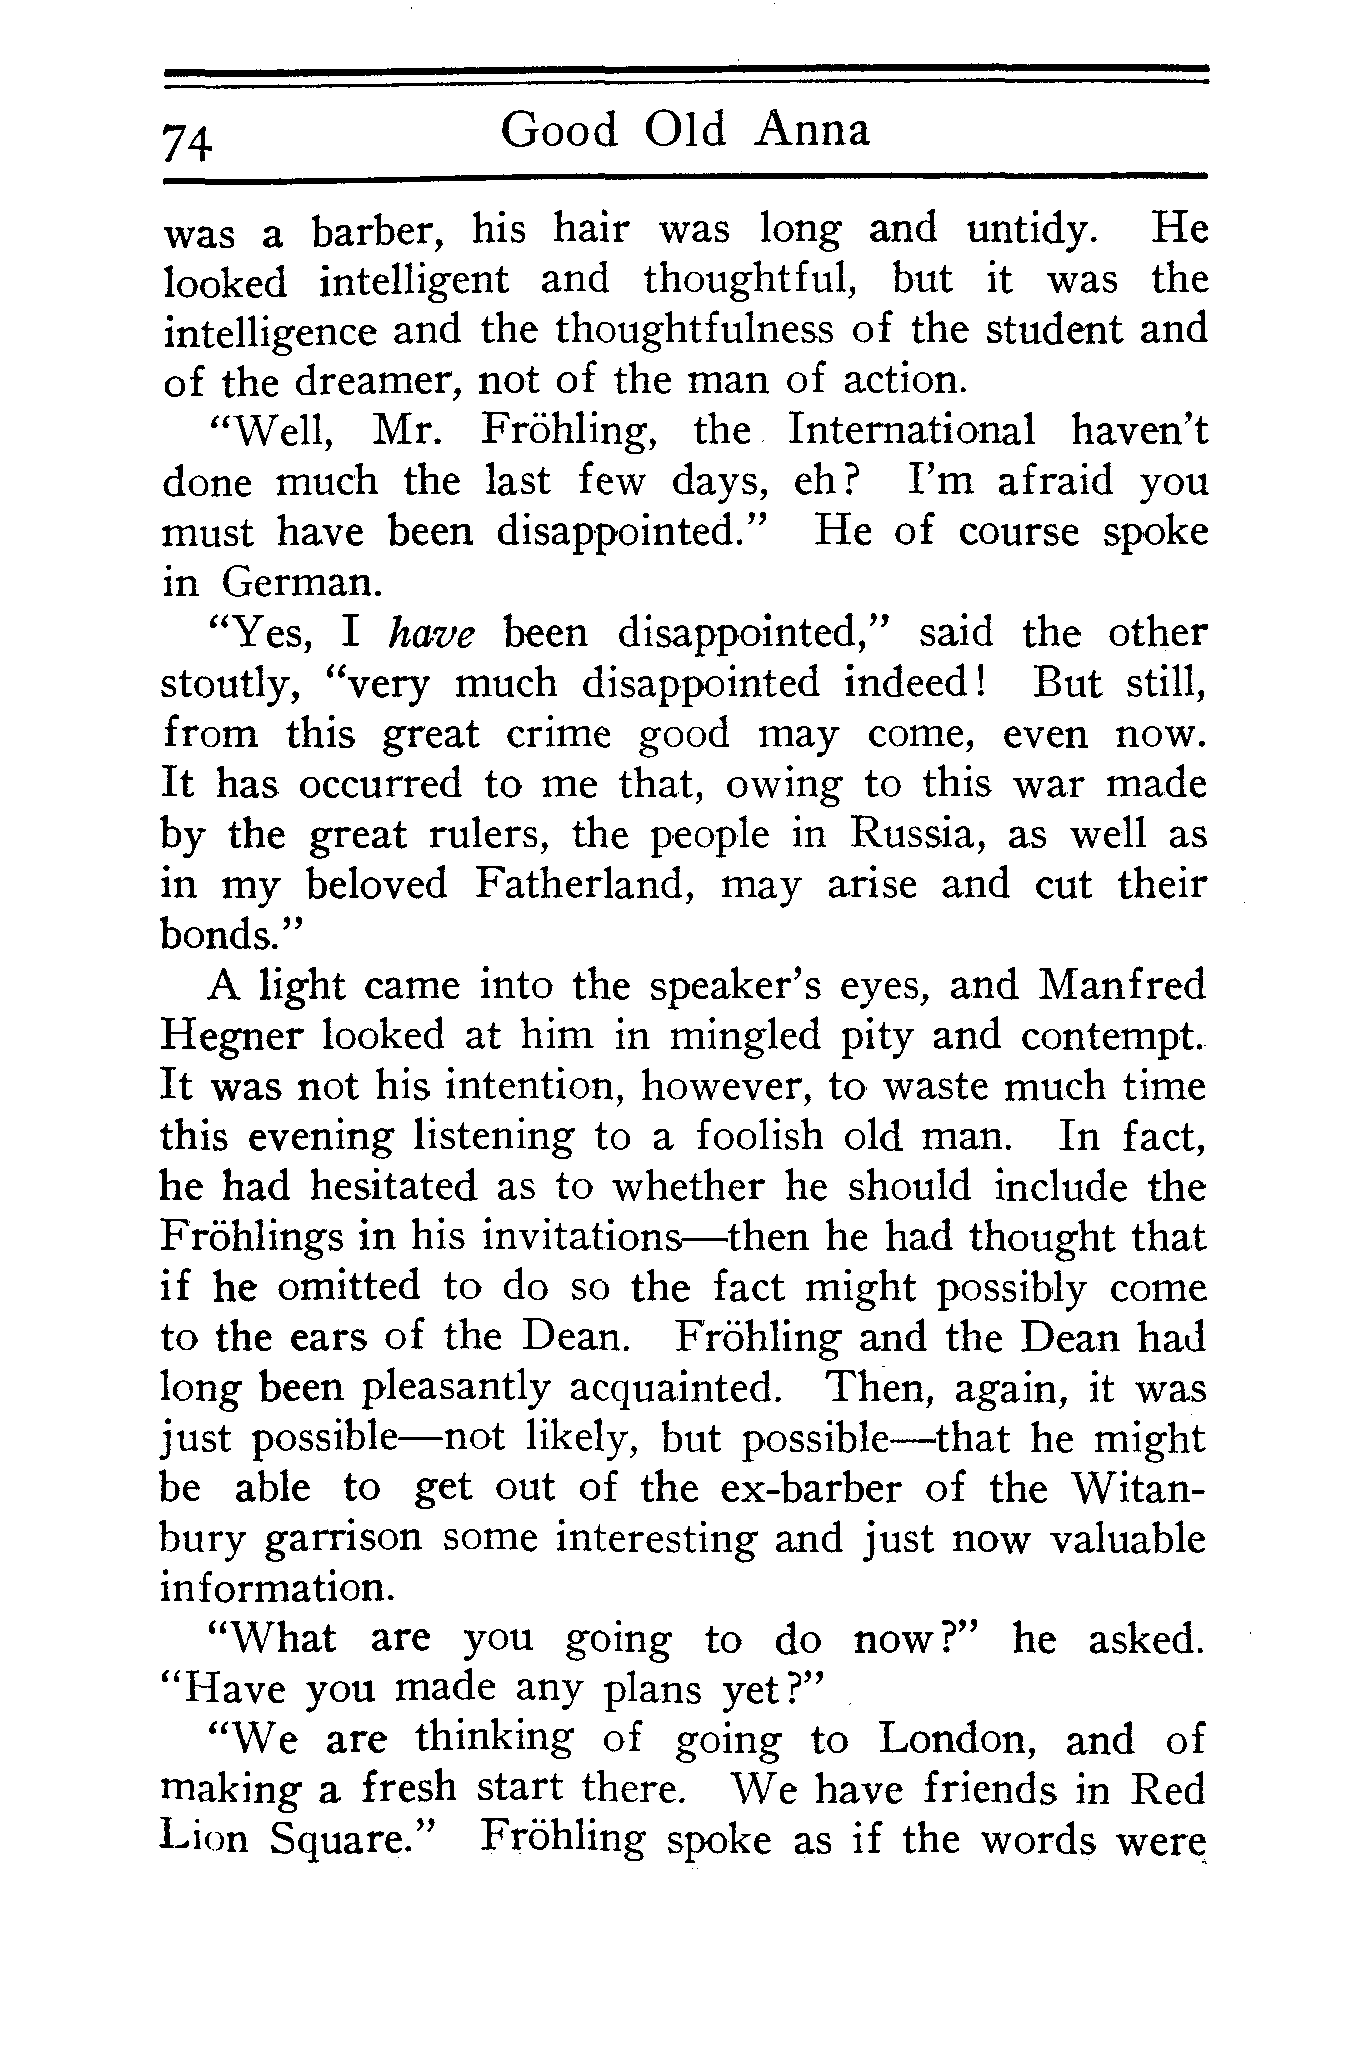 74 Good Old Anna
was a barber, his hair was long and untidy. He
looked intelligent and thoughtful, but it was the
intelligence and the thoughtfulness of the student and
of the dreamer, not of the man of action.
"Well, Mr. Fröhling, the International haven't
done much the last few days, eh? I'm afraid you
must have been disappointed." He of course spoke
in German.
"Yes, I have been disappointed," said the other
stoutly, "very much disappointed indeed! But still,
from this great crime good may come, even now.
It has occurred to me that, owing to this war made
by the great rulers, the people in Russia, as well as
in my beloved Fatherland, may arise and cut their
bonds."
A light came into the speaker's eyes, and Manfred
Hegner looked at him in mingled pity and contempt.
It was not his intention, however, to waste much time
this evening listening to a foolish old man. In fact,
he had hesitated as to whether he should include the
Fröhlings in his invitations—then he had thought that
if he omitted to do so the fact might possibly come
to the ears of the Dean. Fröhling and the Dean had
long been pleasantly acquainted. Then, again, it was
just possible—not likely, but possible—that he might
be able to get out of the ex-barber of the Witan-
bury garrison some interesting and just now valuable
information.
"What are you going to do now?" he asked.
"Have you made any plans yet?"
"We are thinking of going to London, and of
making a fresh start there. We have friends in Red
Lion Square." Fröhling spoke as if the words were